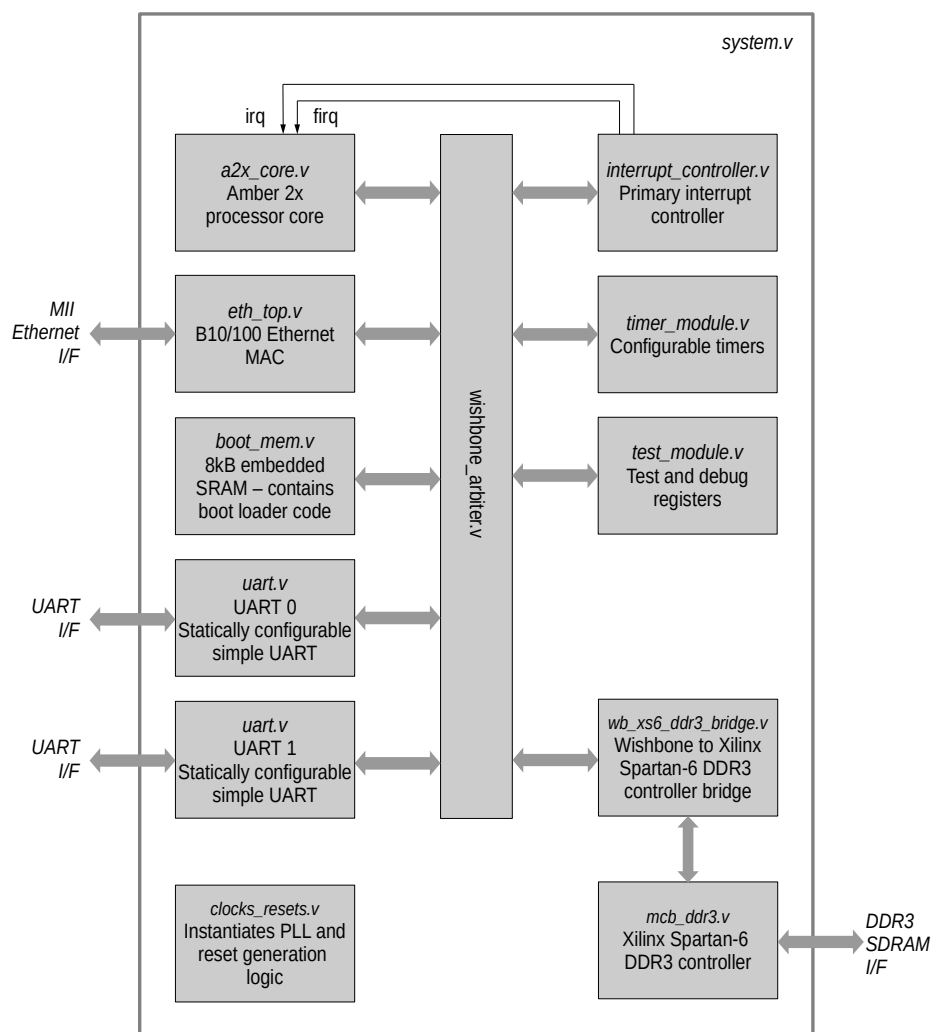 system.v
irq
firq
a2x_core.v
Amber 2x
processor core
interrupt_controller.v
Primary interrupt
controller
MII
Ethernet
I/F
eth_top.v
B10/100 Ethernet
MAC
timer_module.v
Configurable timers
wishbone_arbiter.v
boot_mem.v
8kB embedded
SRAM – contains
boot loader code
test_module.v
Test and debug
registers
UART
I/F
uart.v
UART 0
Statically configurable
simple UART
UART
I/F
uart.v
UART 1
Statically configurable
simple UART
wb_xs6_ddr3_bridge.v
Wishbone to Xilinx
Spartan-6 DDR3
controller bridge
clocks_resets.v
Instantiates PLL and
reset generation
logic
mcb_ddr3.v
Xilinx Spartan-6
DDR3 controller
DDR3
SDRAM
I/F